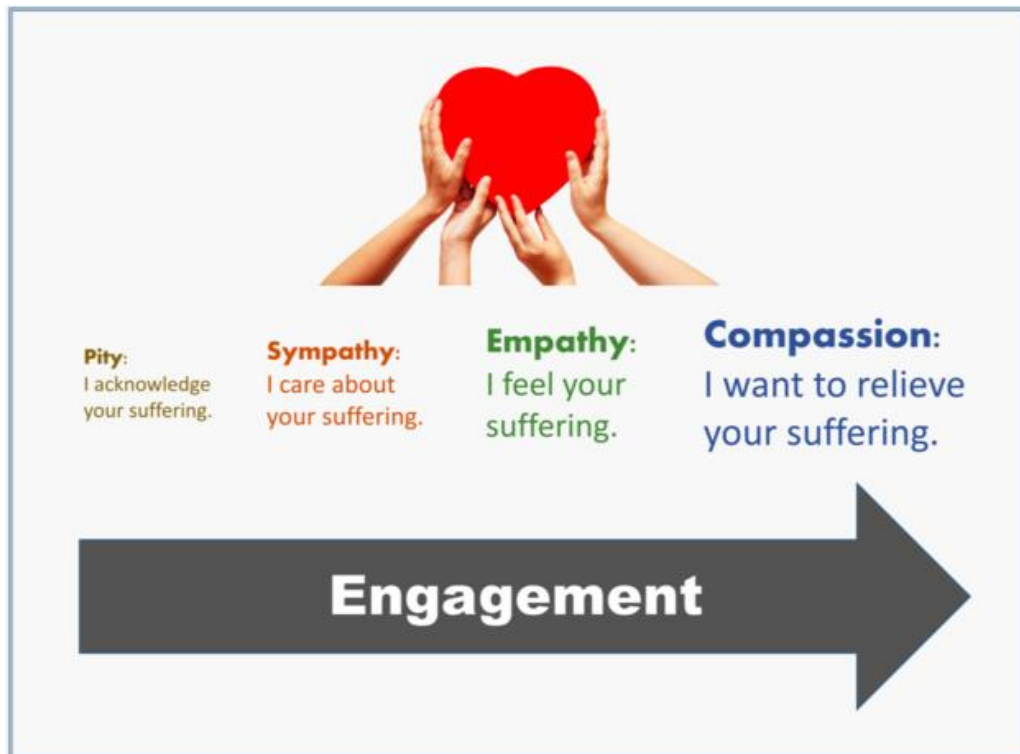 Pity:
I acknowledge
your suffering.
Sympathy:
I care about
your suffering.
Empathy:
I feel your
suffering.
Compassion:
I want to relieve
your suffering.
Engagement